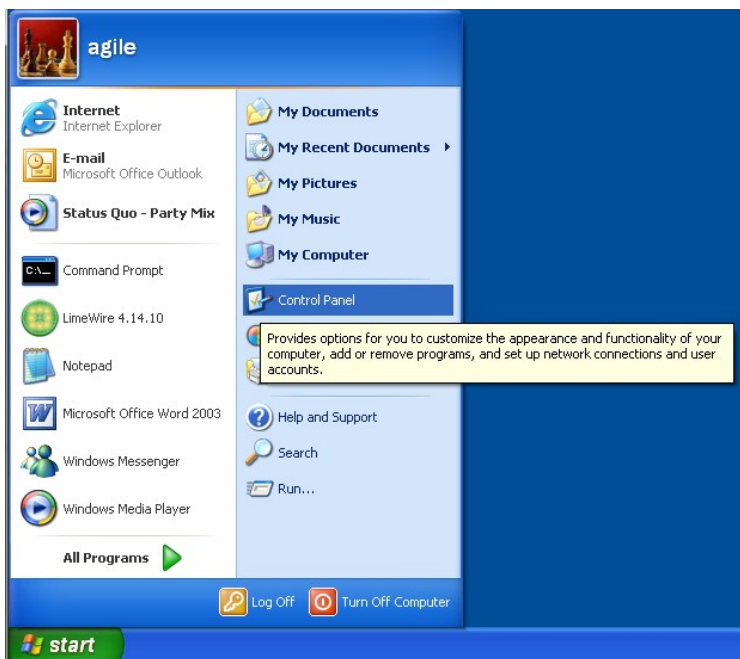 agile
Internet
Internet Explorer
E-mail
Microsoft Office Outlook
Status Quo - Party Mix
C:\_
Command Prompt
LimeWire 4.14.10
Notepad
Microsoft Office Word 2003
Windows Messenger
Windows Media Player
All Programs
My Documents
My Recent Documents
My Pictures
My Music
My Computer
Control Panel
Provides options for you to customize the appearance and functionality of your
computer, add or remove programs, and set up network connections and user
accounts.
Help and Support
Search
Run...
Log Off
Turn Off Computer
start